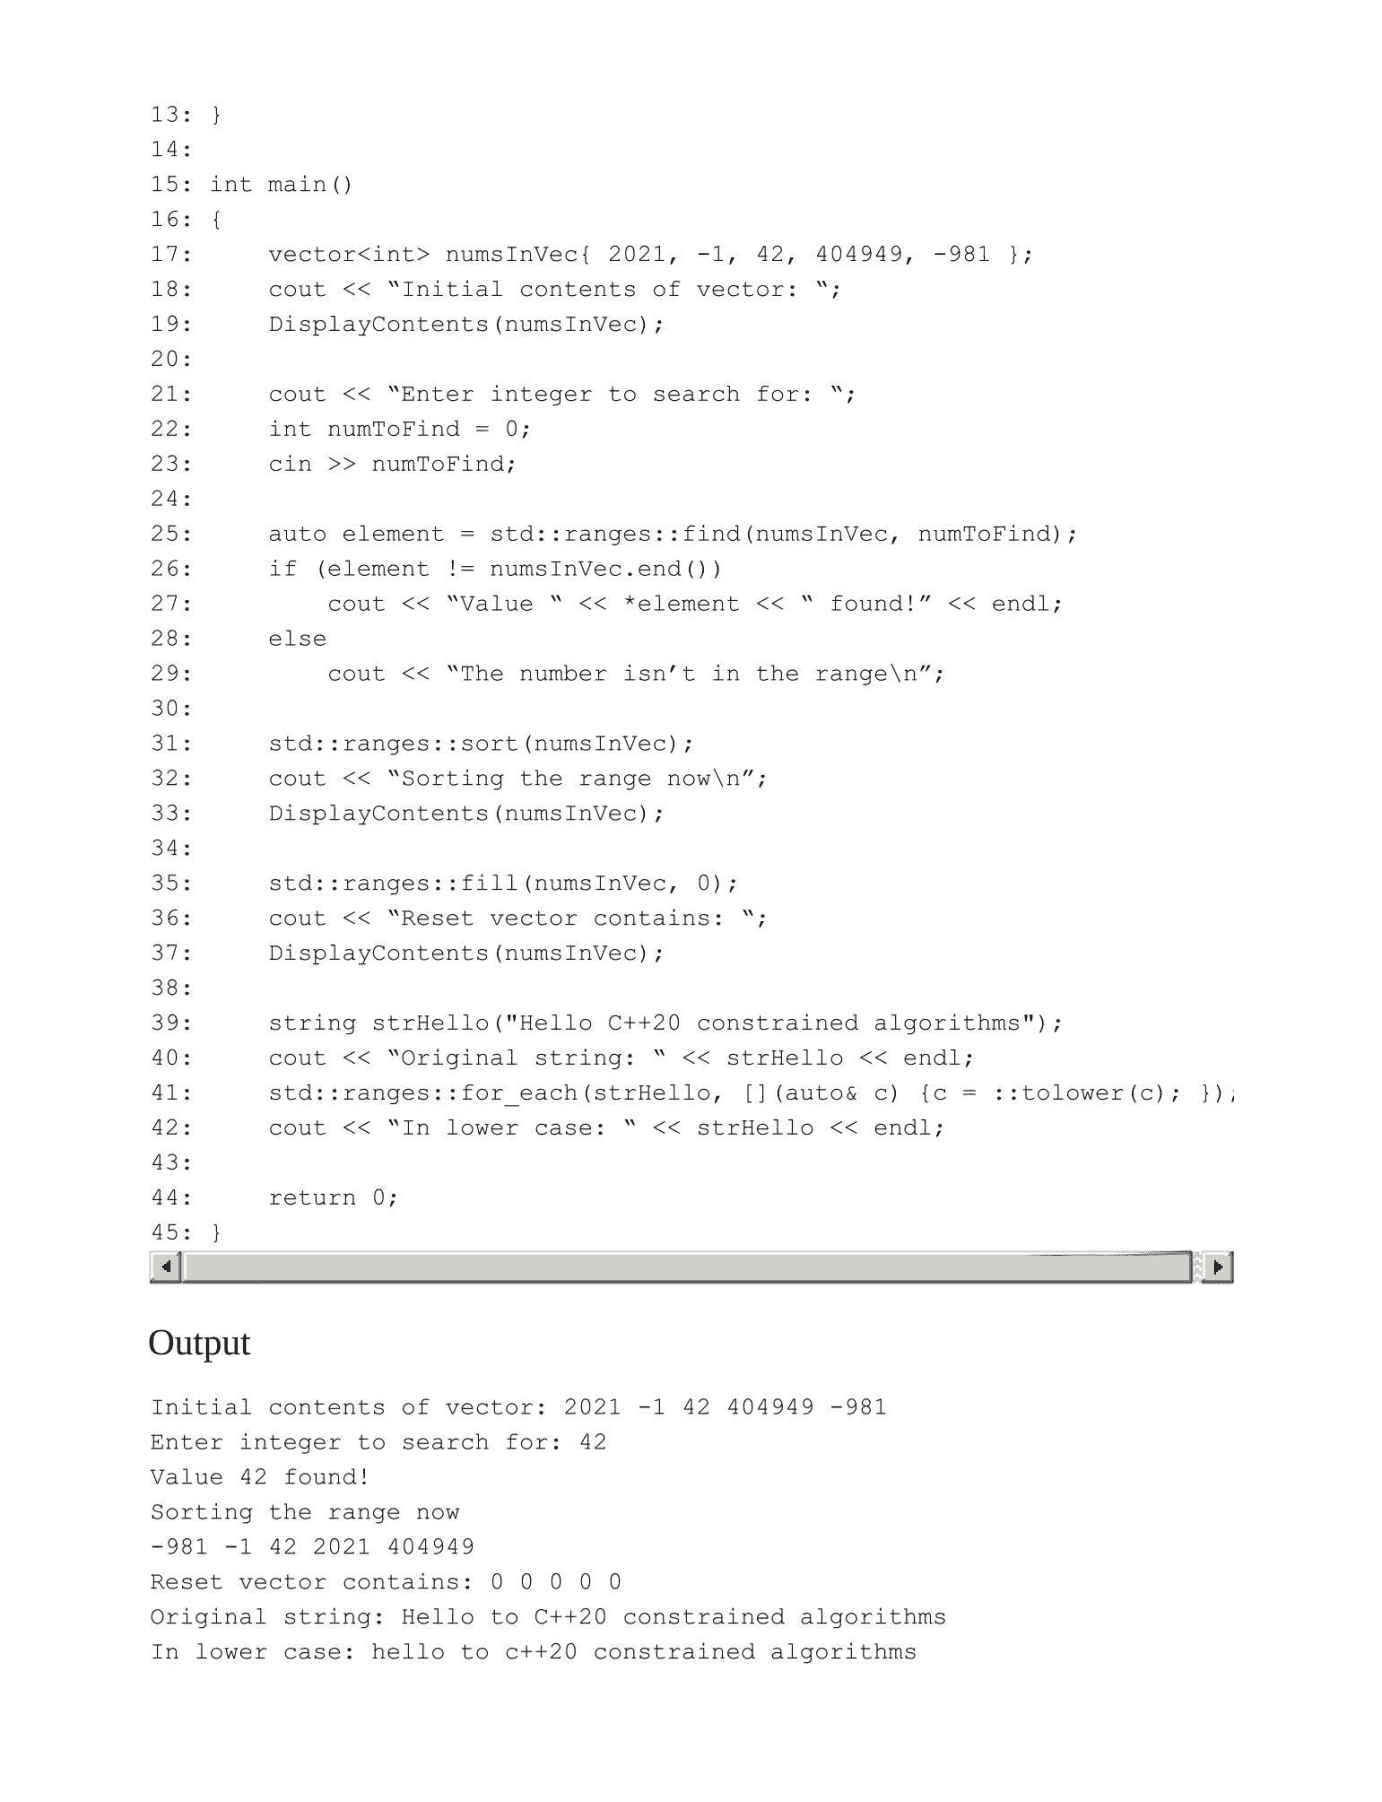 13: }
14:
15: int main()
16: {
17:     vector<int> numsInVec{ 2021, -1, 42, 404949, -981 };
18:     cout << “Initial contents of vector: “;
19:     DisplayContents(numsInVec);
20:
21:     cout << “Enter integer to search for: “;
22:     int numToFind = 0;
23:     cin >> numToFind;
24:
25:     auto element = std::ranges::find(numsInVec, numToFind);
26:     if (element != numsInVec.end())
27:         cout << “Value “ << *element << “ found!” << endl;
28:     else
29:         cout << “The number isn’t in the range\n”;
30:
31:     std::ranges::sort(numsInVec);
32:     cout << “Sorting the range now\n”;
33:     DisplayContents(numsInVec);
34:
35:     std::ranges::fill(numsInVec, 0);
36:     cout << “Reset vector contains: “;
37:     DisplayContents(numsInVec);
38:
39:     string strHello("Hello C++20 constrained algorithms");
40:     cout << “Original string: “ << strHello << endl;
41:     std::ranges::for_each(strHello, [](auto& c) {c = ::tolower(c); });
42:     cout << “In lower case: “ << strHello << endl;
43:
44:     return 0;
45: }
Output
Initial contents of vector: 2021 -1 42 404949 -981
Enter integer to search for: 42
Value 42 found!
Sorting the range now
-981 -1 42 2021 404949
Reset vector contains: 0 0 0 0 0
Original string: Hello to C++20 constrained algorithms
In lower case: hello to c++20 constrained algorithms